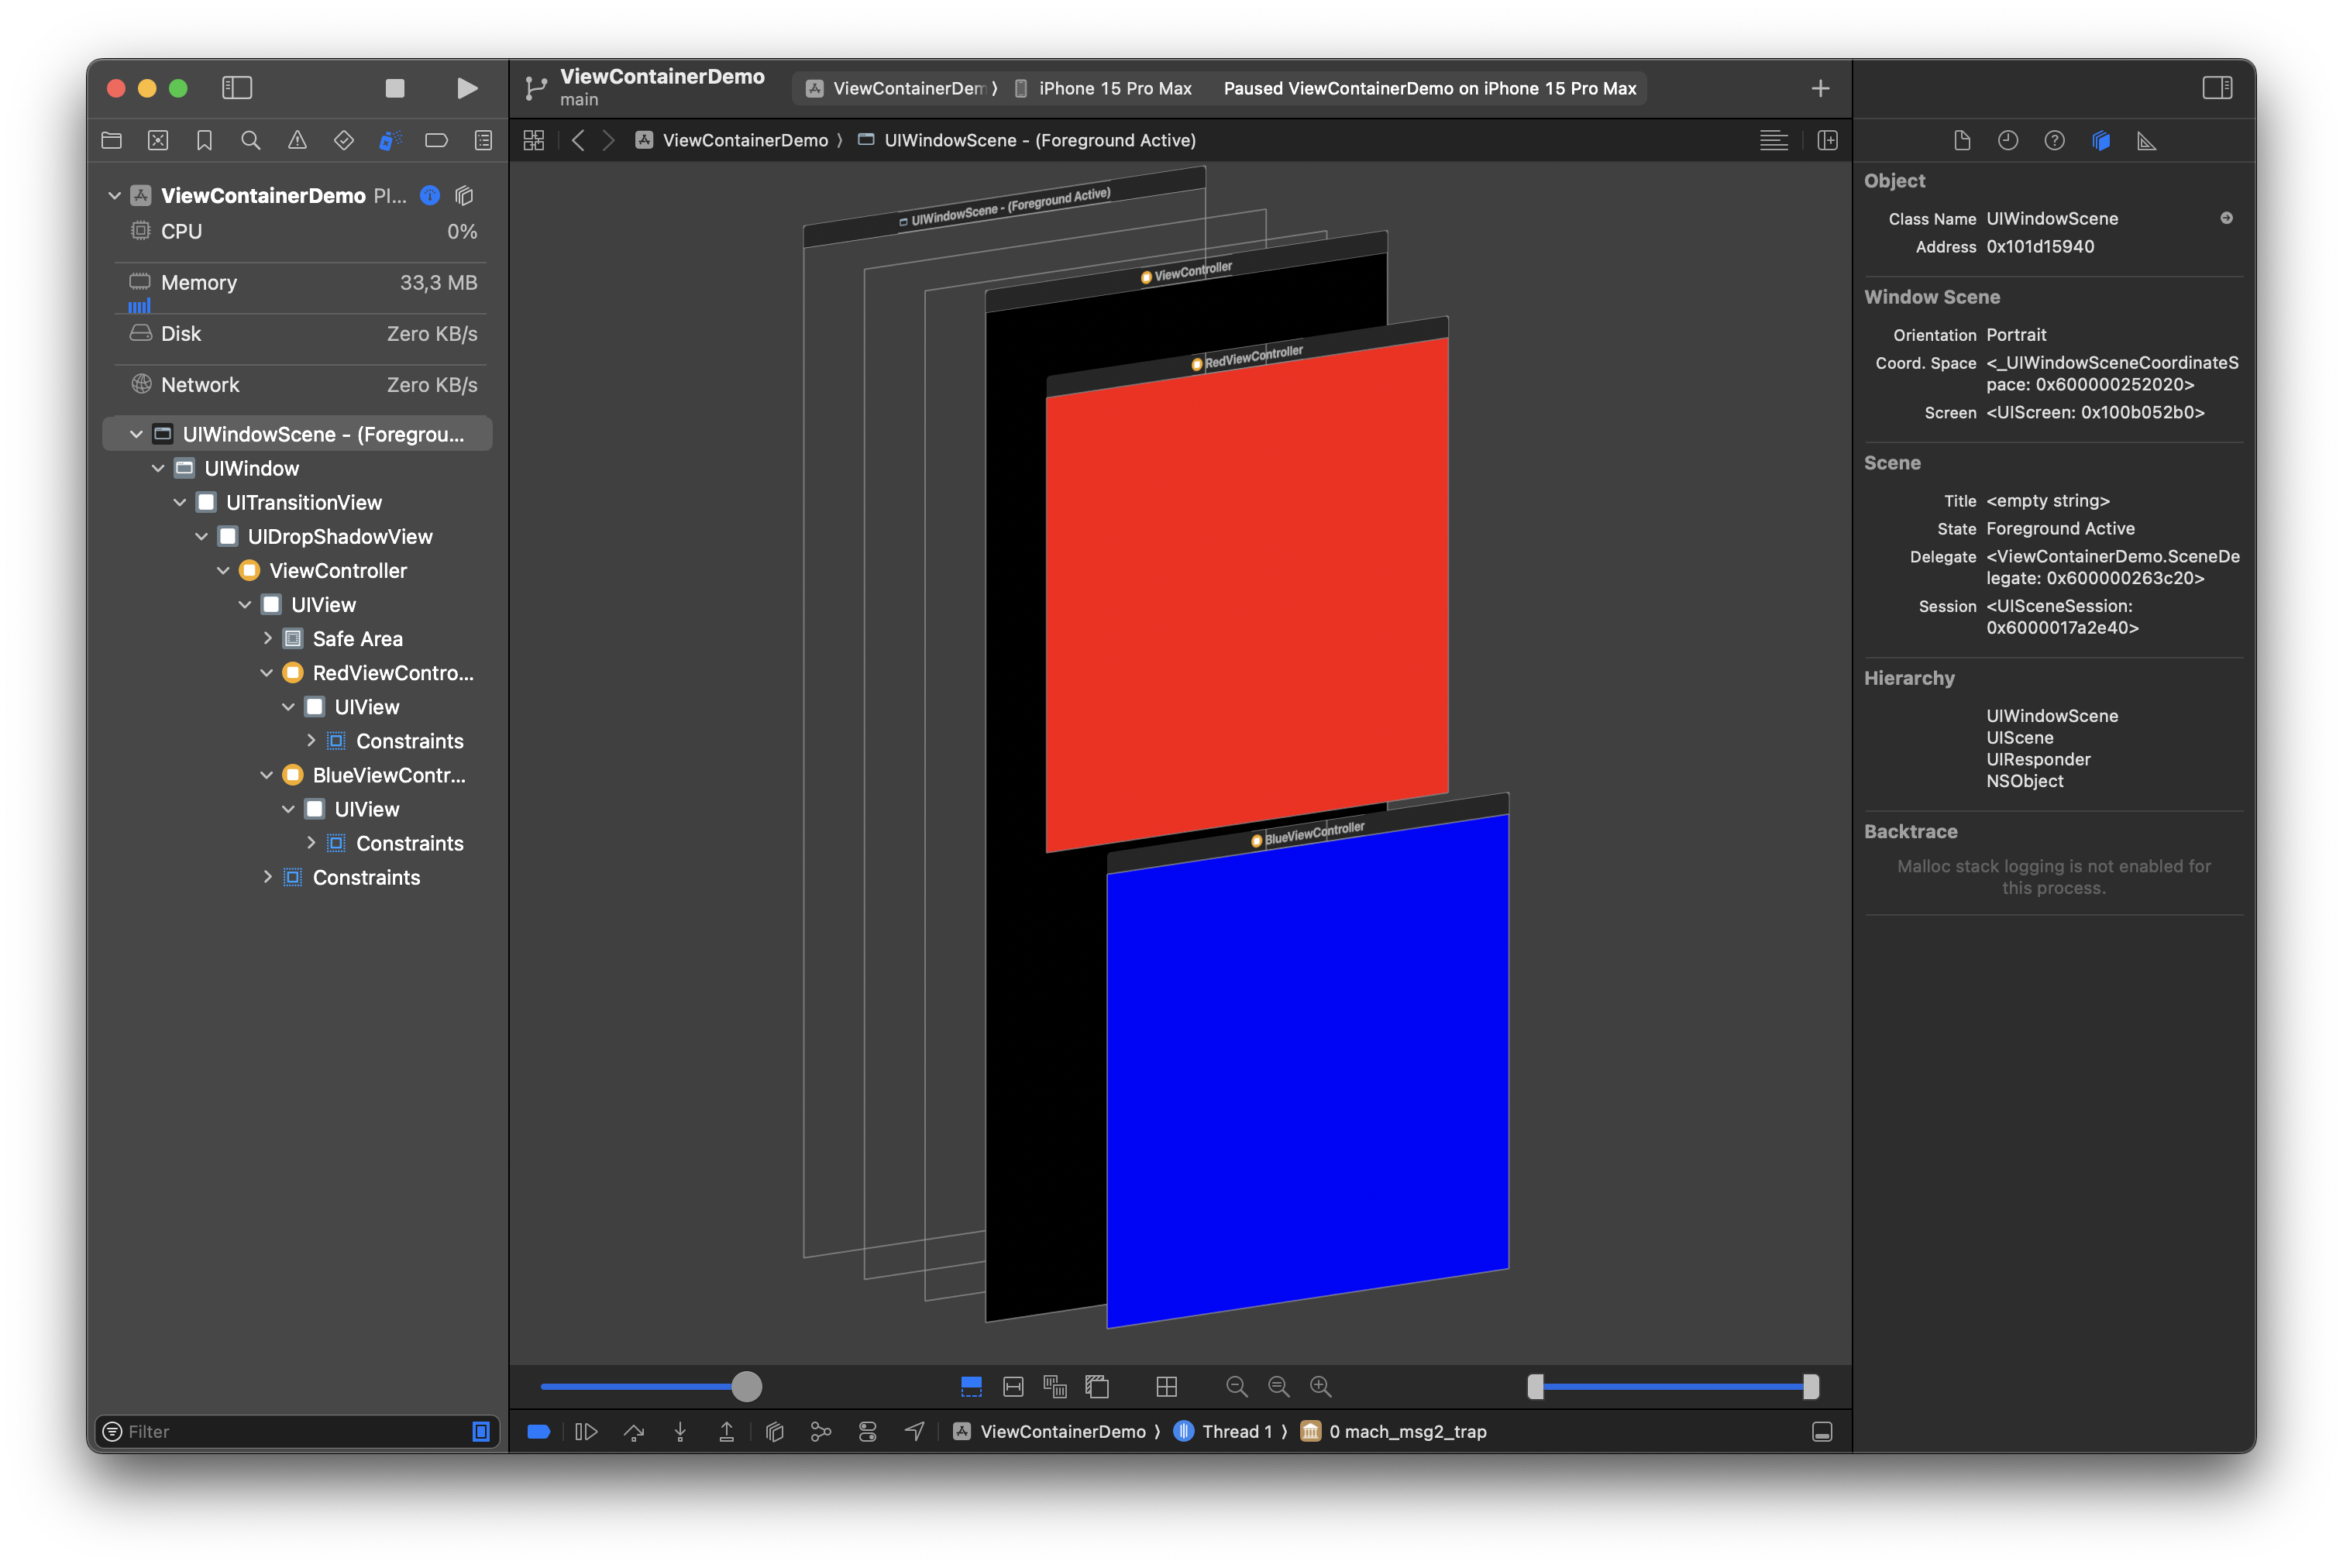 ViewContainerDemo
main
ViewContainerDem
iPhone 15 Pro Max
Paused ViewContainerDemo on iPhone 15 Pro Max
ViewContainerDemo
UIWindowScene - (Foreground Active)
ViewContainerDemo PI...
CPU 0%
Memory 33,3 MB
Disk Zero KB/s
Network Zero KB/s
UIWindowScene - (Foregrou...
UIWindow
UITransitionView
UIDropShadowView
ViewController
UIView
Safe Area
RedViewContro...
UIView
Constraints
BlueViewContr...
UIView
Constraints
Constraints
Filter
UIWindowScene - (Foreground Active)
ViewController
RedViewController
BlueViewController
ViewContainerDemo
Thread 1
0 mach_msg2_trap
Object
Class Name UIWindowScene
Address 0x101d15940
Window Scene
Orientation Portrait
Coord. Space <_UIWindowSceneCoordinateS
pace: 0x600000252020>
Screen <UIScreen: 0x100b052b0>
Scene
Title <empty string>
State Foreground Active
Delegate <ViewContainerDemo.SceneDe
legate: 0x600000263c20>
Session <UISceneSession:
0x6000017a2e40>
Hierarchy
UIWindowScene
UIScene
UIResponder
NSObject
Backtrace
Malloc stack logging is not enabled for
this process.